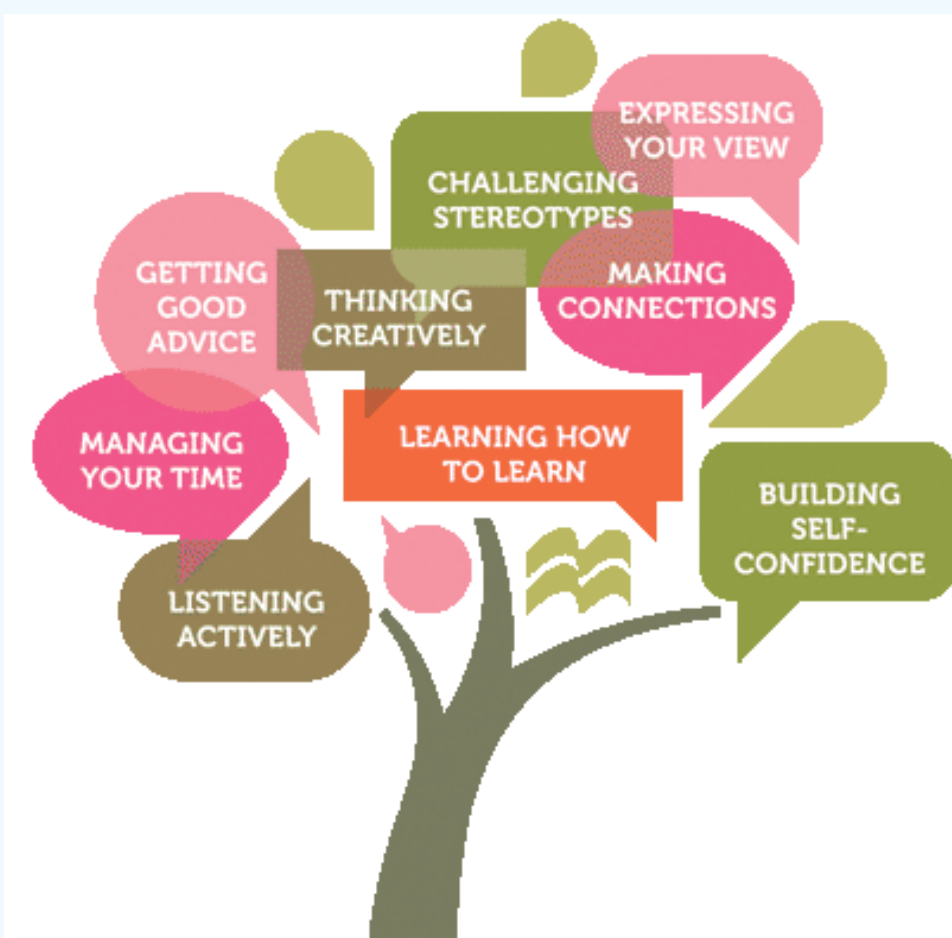 EXPRESSING
YOUR VIEW
CHALLENGING
STEREOTYPES
GETTING
GOOD
ADVICE
THINKING
CREATIVELY
MAKING
CONNECTIONS
MANAGING
YOUR TIME
LEARNING HOW
TO LEARN
BUILDING
SELF-
CONFIDENCE
LISTENING
ACTIVELY